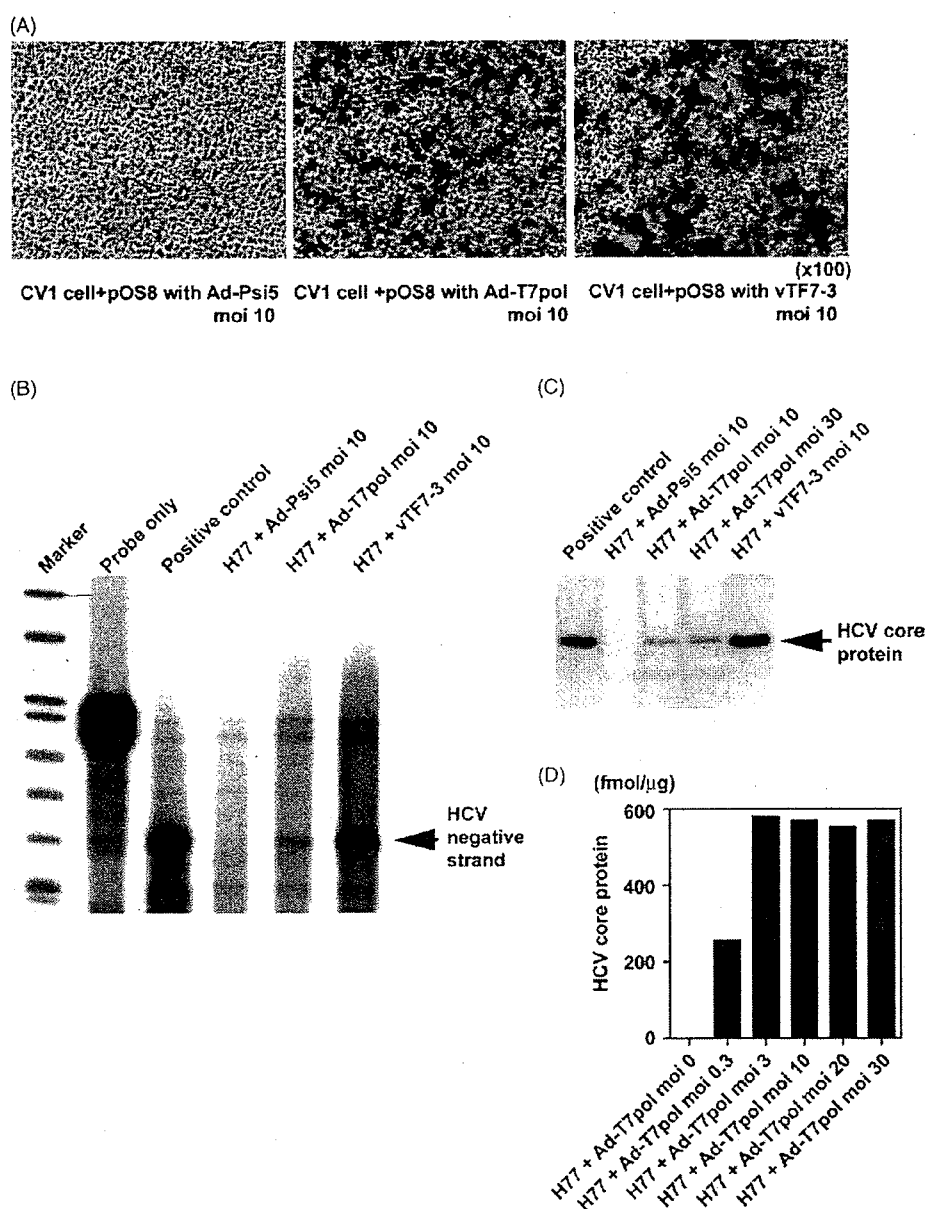 (A)
(x100)
CV1 cell+pOS8 with Ad-Psi5
moi 10
CV1 cell +pOS8 with Ad-T7pol
moi 10
CV1 cell+pOS8 with vTF7-3
moi 10
(B)
Marker
Probe only
Positive control
H77 + Ad-Psi5 moi 10
H77 + Ad-T7pol moi 10
H77 + vTF7-3 moi 10
HCV
negative
strand
(C)
Positive control
H77 + Ad-Psi5 moi 10
H77 + Ad-T7pol moi 10
H77 + Ad-T7pol moi 30
H77 + vTF7-3 moi 10
HCV core
protein
(D)
(fmol/µg)
HCV core protein
600
400
200
0
H77 + Ad-T7pol moi 0
H77 + Ad-T7pol moi 0.3
H77 + Ad-T7pol moi 3
H77 + Ad-T7pol moi 10
H77 + Ad-T7pol moi 20
H77 + Ad-T7pol moi 30